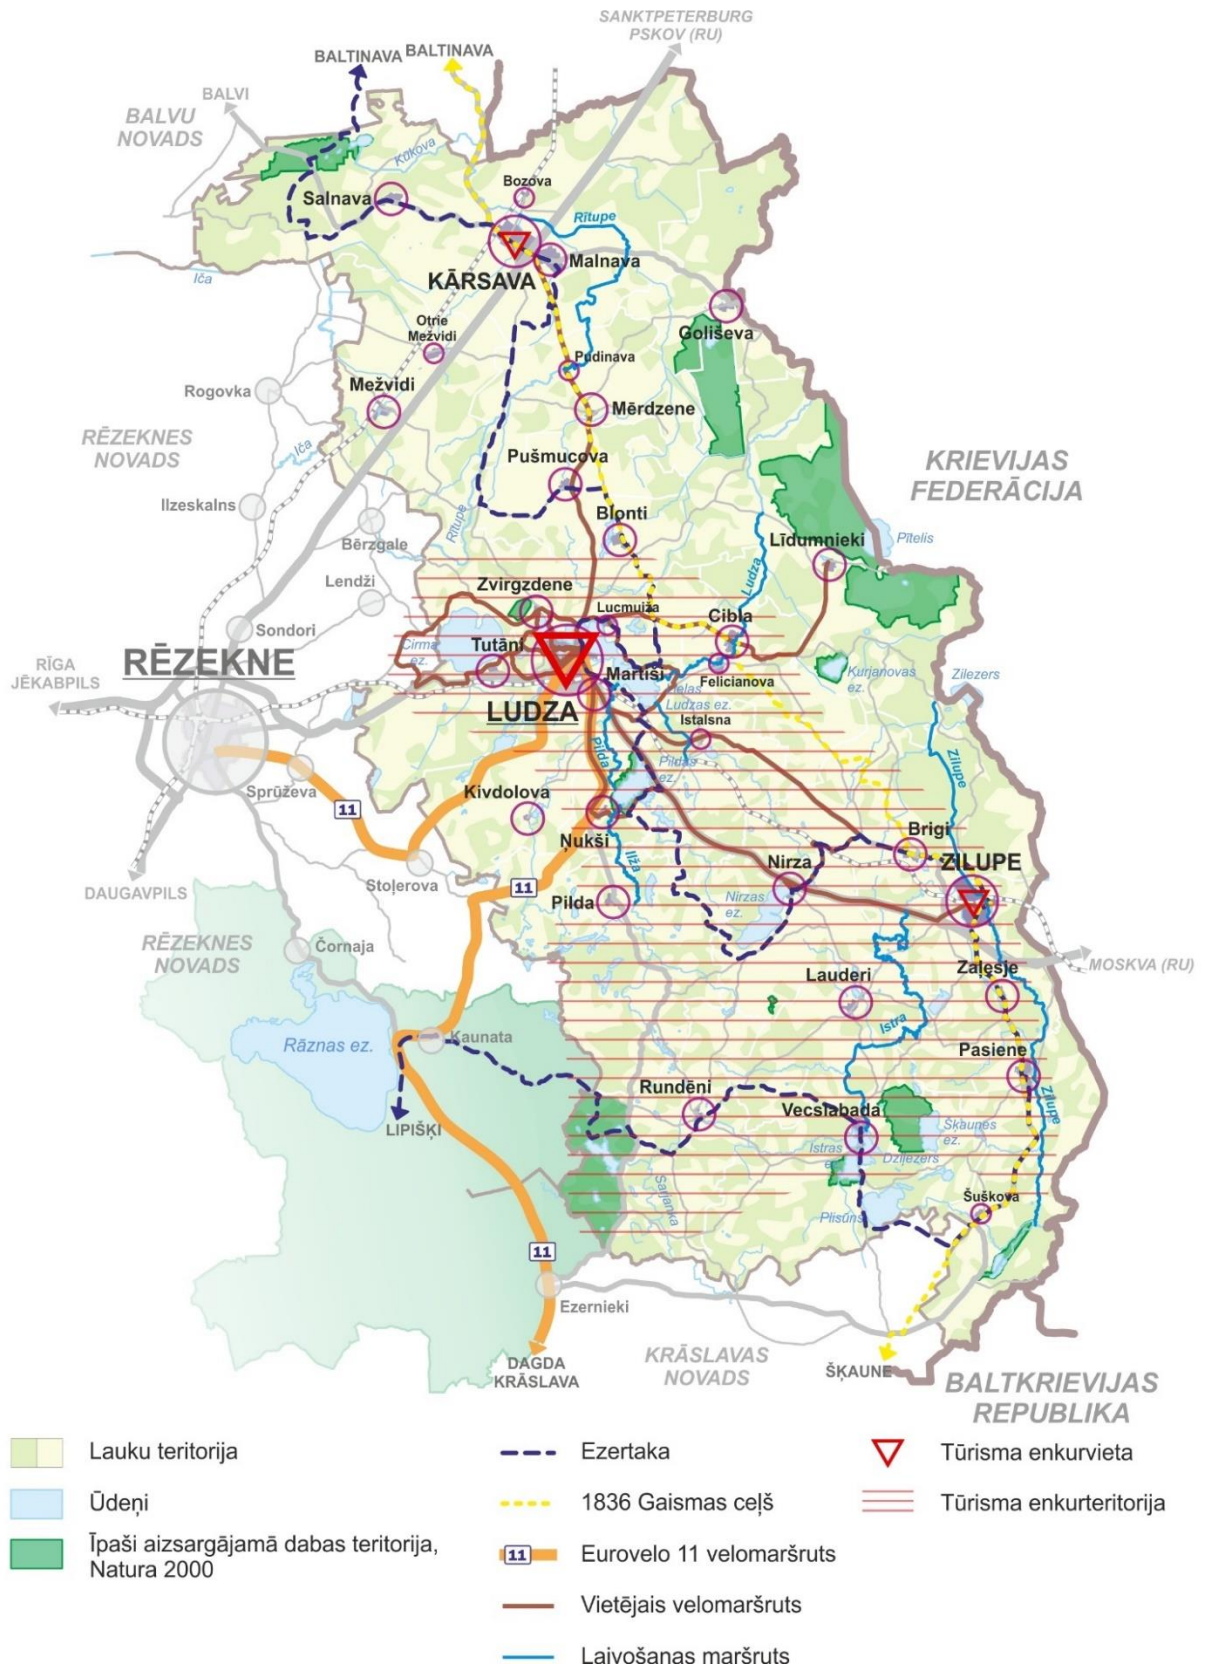 SANKTPETERBURG
PSKOV (RU)
BALTINAVA
BALTINAVA
BALVI
BALVU
NOVADS
Kūkova
Bozova
Salnava
Rītupe
Malnava
KĀRSAVA
Iča
Goliševa
Otrie
Mežvidi
Pudinava
Rogovka
Mežvidi
Mērdzene
RĒZEKNES
NOVADS
Iča
Pušmucova
KRIEVIJAS
FEDERĀCIJA
Ilzeskalns
Rītupe
Blonti
Bērzgale
Līdumnieki
Pītelis
Lendži
Ludza
Zvirgzdene
Lucmuiža
Cibla
Sondori
Cirma
ez.
Tutāni
RĒZEKNE
RĪGA
JĒKABPILS
Martiši
Felicianova
Kurjanovas
ez.
Zilezers
Lielas
Ludzas ez.
LUDZA
Istalsna
Pilda
Zilupe
Pildas
ez.
Sprūževa
11
Kivdolova
Ņukši
Brigi
Ilža
Nirza
ZILUPE
DAUGAVPILS
Stoļerova
11
Pilda
Nirzas
ez.
RĒZEKNES
NOVADS
Čornaja
MOSKVA (RU)
Lauderi
Zaļesje
Istra
Rāznas ez.
Kaunata
Pasiene
Rundēni
Vecslabada
Zilupe
LIPIŠĶI
Šķaunes
ez.
Istras
ez.
Dziļezers
Sarjanka
Plisūns
Šuškova
11
Ezernieki
DAGDA
KRĀSLAVA
KRĀSLAVAS
NOVADS
ŠĶAUNE
BALTKRIEVIJAS
REPUBLIKA
Lauku teritorija
Ūdeņi
Īpaši aizsargājamā dabas teritorija,
Natura 2000
Ezertaka
1836 Gaismas ceļš
11
Eurovelo 11 velomaršruts
Vietējais velomaršruts
Laivošanas maršruts
Tūrisma enkurvieta
Tūrisma enkurteritorija